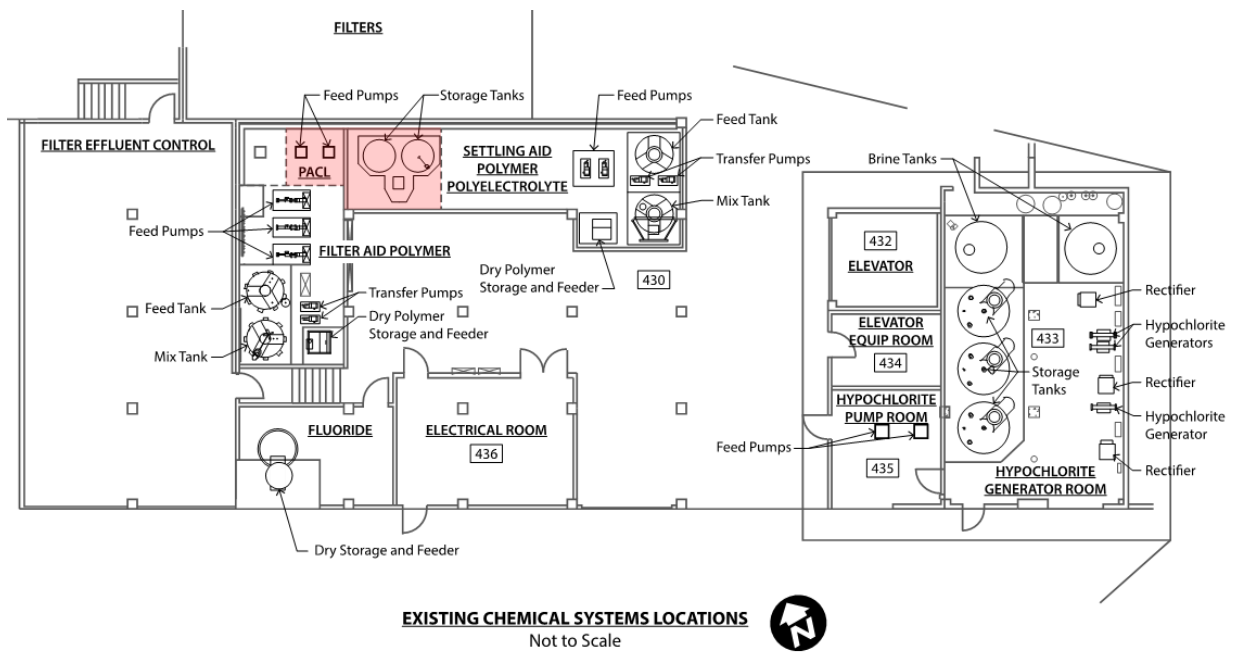 FILTERS
Feed Pumps
Storage Tanks
Feed Pumps
Feed Tank
FILTER EFFLUENT CONTROL
SETTLING AID
POLYMER
POLYELECTROLYTE
PACL
Transfer Pumps
Brine Tanks
Mix Tank
Feed Pumps
FILTER AID POLYMER
432
ELEVATOR
Dry Polymer
Storage and Feeder
430
Feed Tank
Transfer Pumps
Rectifier
Dry Polymer
Storage and Feeder
ELEVATOR
EQUIP ROOM
434
433
Hypochlorite
Generators
Mix Tank
Storage
Tanks
Rectifier
HYPOCHLORITE
PUMP ROOM
Hypochlorite
Generator
FLUORIDE
ELECTRICAL ROOM
436
Feed Pumps
435
Rectifier
HYPOCHLORITE
GENERATOR ROOM
Dry Storage and Feeder
EXISTING CHEMICAL SYSTEMS LOCATIONS
Not to Scale
N